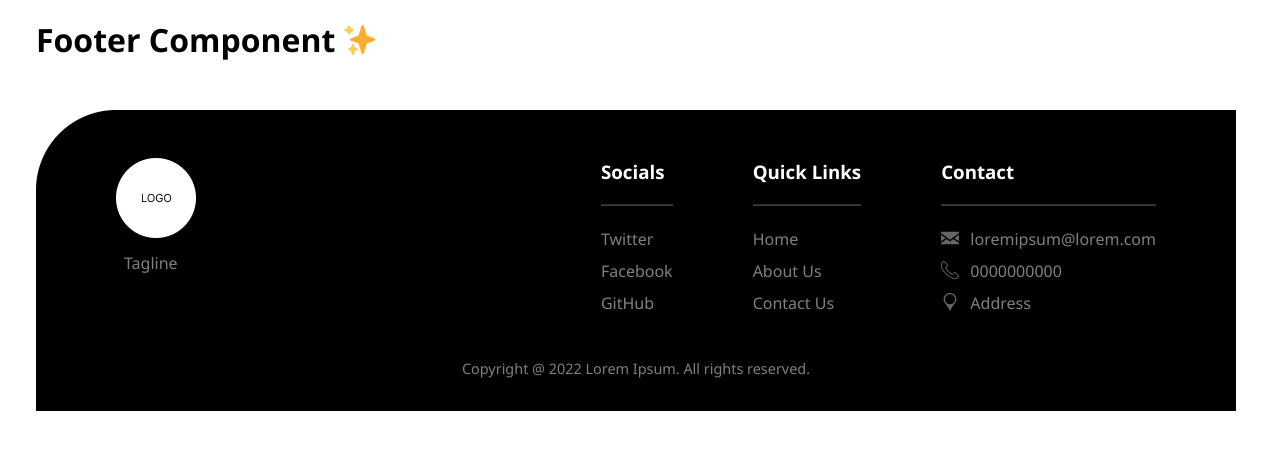 Footer Component ✨
LOGO
Tagline
Socials
Twitter
Facebook
GitHub
Quick Links
Home
About Us
Contact Us
Contact
loremipsum@lorem.com
0000000000
Address
Copyright @ 2022 Lorem Ipsum. All rights reserved.